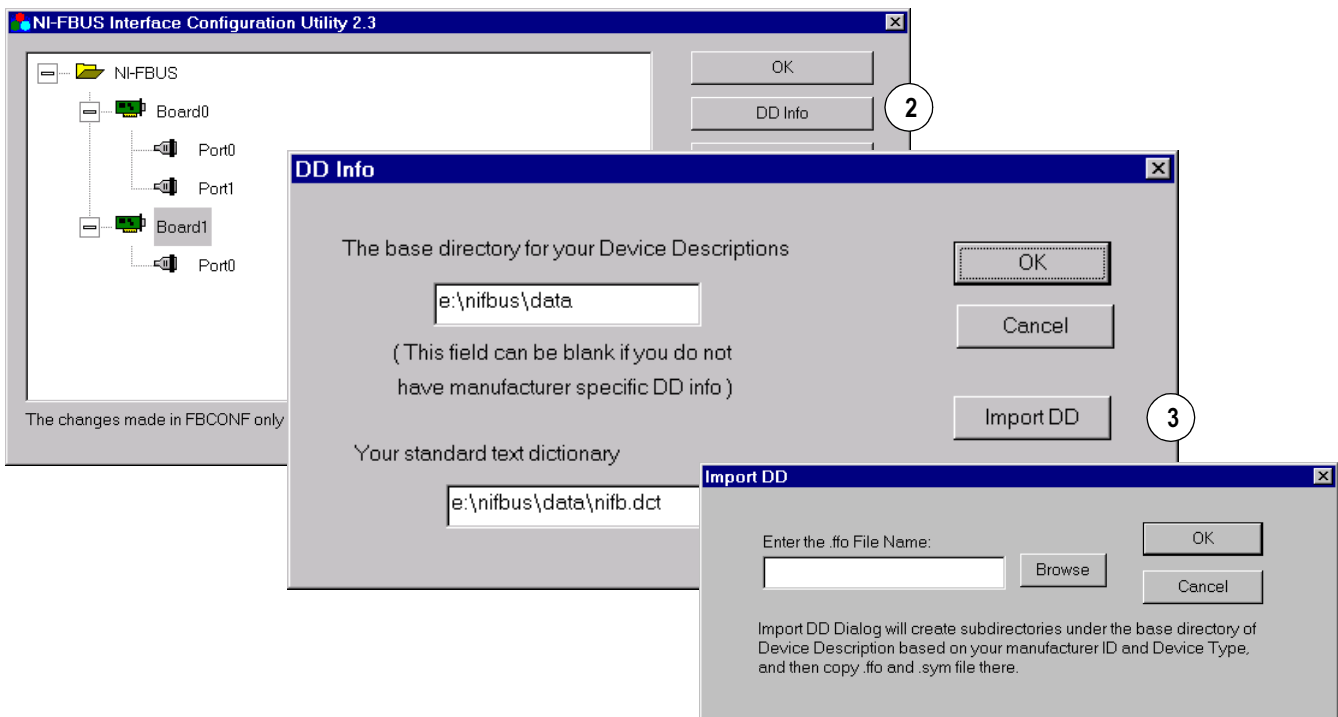 NI-FBUS Interface Configuration Utility 2.3
NI-FBUS
Board0
Port0
Port1
Board1
Port0
OK
DD Info
2
The changes made in FBCONF only
DD Info
The base directory for your Device Descriptions
e:\nifbus\data
( This field can be blank if you do not
have manufacturer specific DD info )
Your standard text dictionary
e:\nifbus\data\nifb.dct
OK
Cancel
Import DD
3
Import DD
Enter the .ffo File Name:
Browse
OK
Cancel
Import DD Dialog will create subdirectories under the base directory of
Device Description based on your manufacturer ID and Device Type,
and then copy .ffo and .sym file there.